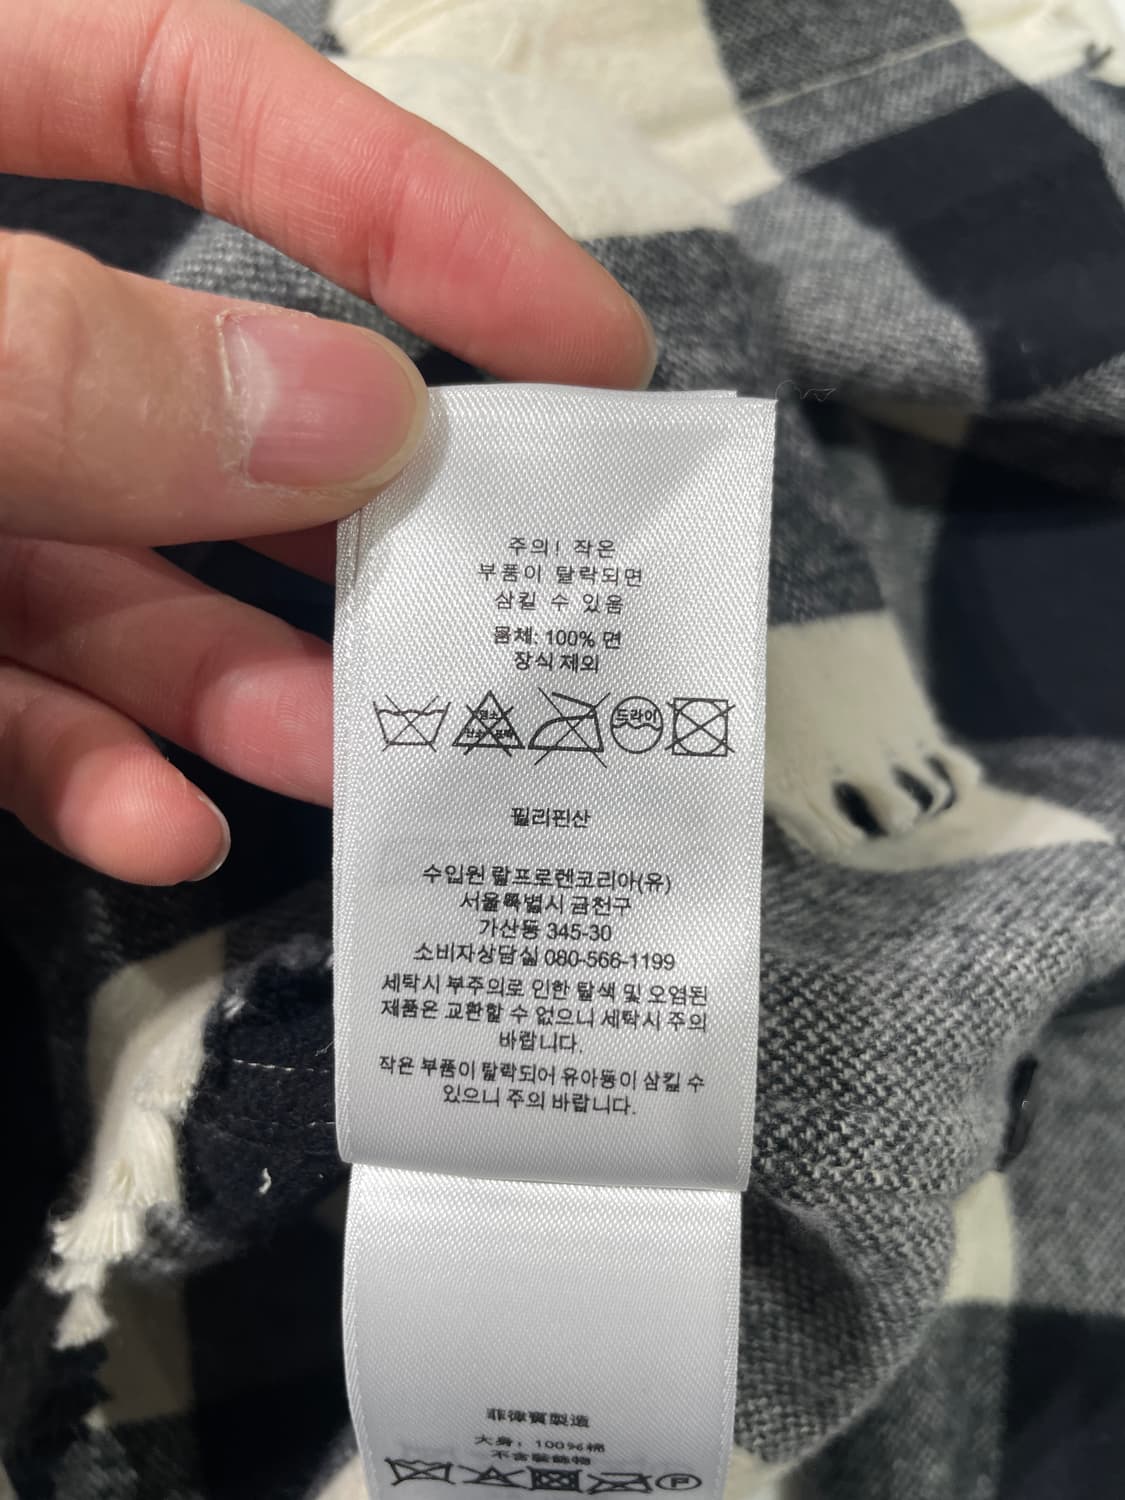 주의! 작은
부품이 탈락되면
삼킬 수 있음
몸체: 100% 면
장식 제외
드라이
필리핀산
수입원 랄프로렌코리아(유)
서울특별시 금천구
가산동 345-30
소비자상담실 080-566-1199
세탁시 부주의로 인한 탈색 및 오염된
제품은 교환할 수 없으니 세탁시 주의
바랍니다.
작은 부품이 탈락되어 유아동이 삼킬 수
있으니 주의 바랍니다.
菲律賓製造
大身: 100%棉
不含裝飾物
P